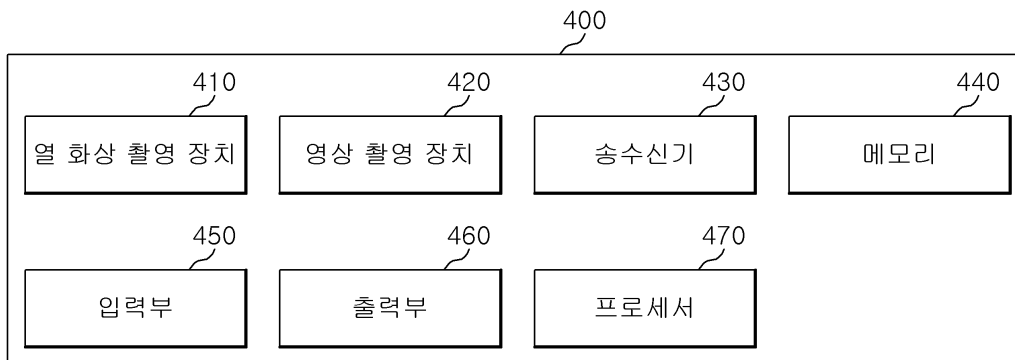 400
410 420 430 440
열 화상 촬영 장치 영상 촬영 장치 송수신기 메모리
450 460 470
입력부 출력부 프로세서